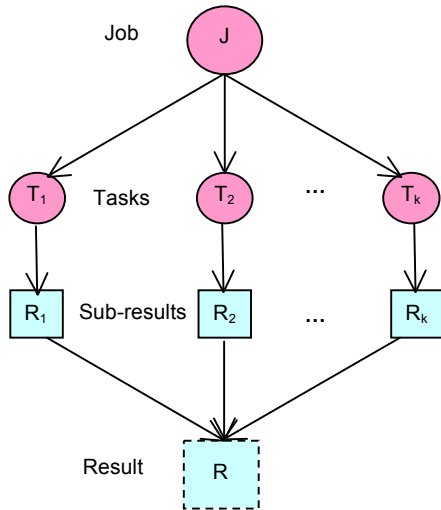 Job J
T1 Tasks T2 ... Tk
R1 Sub-results R2 ... Rk
Result R